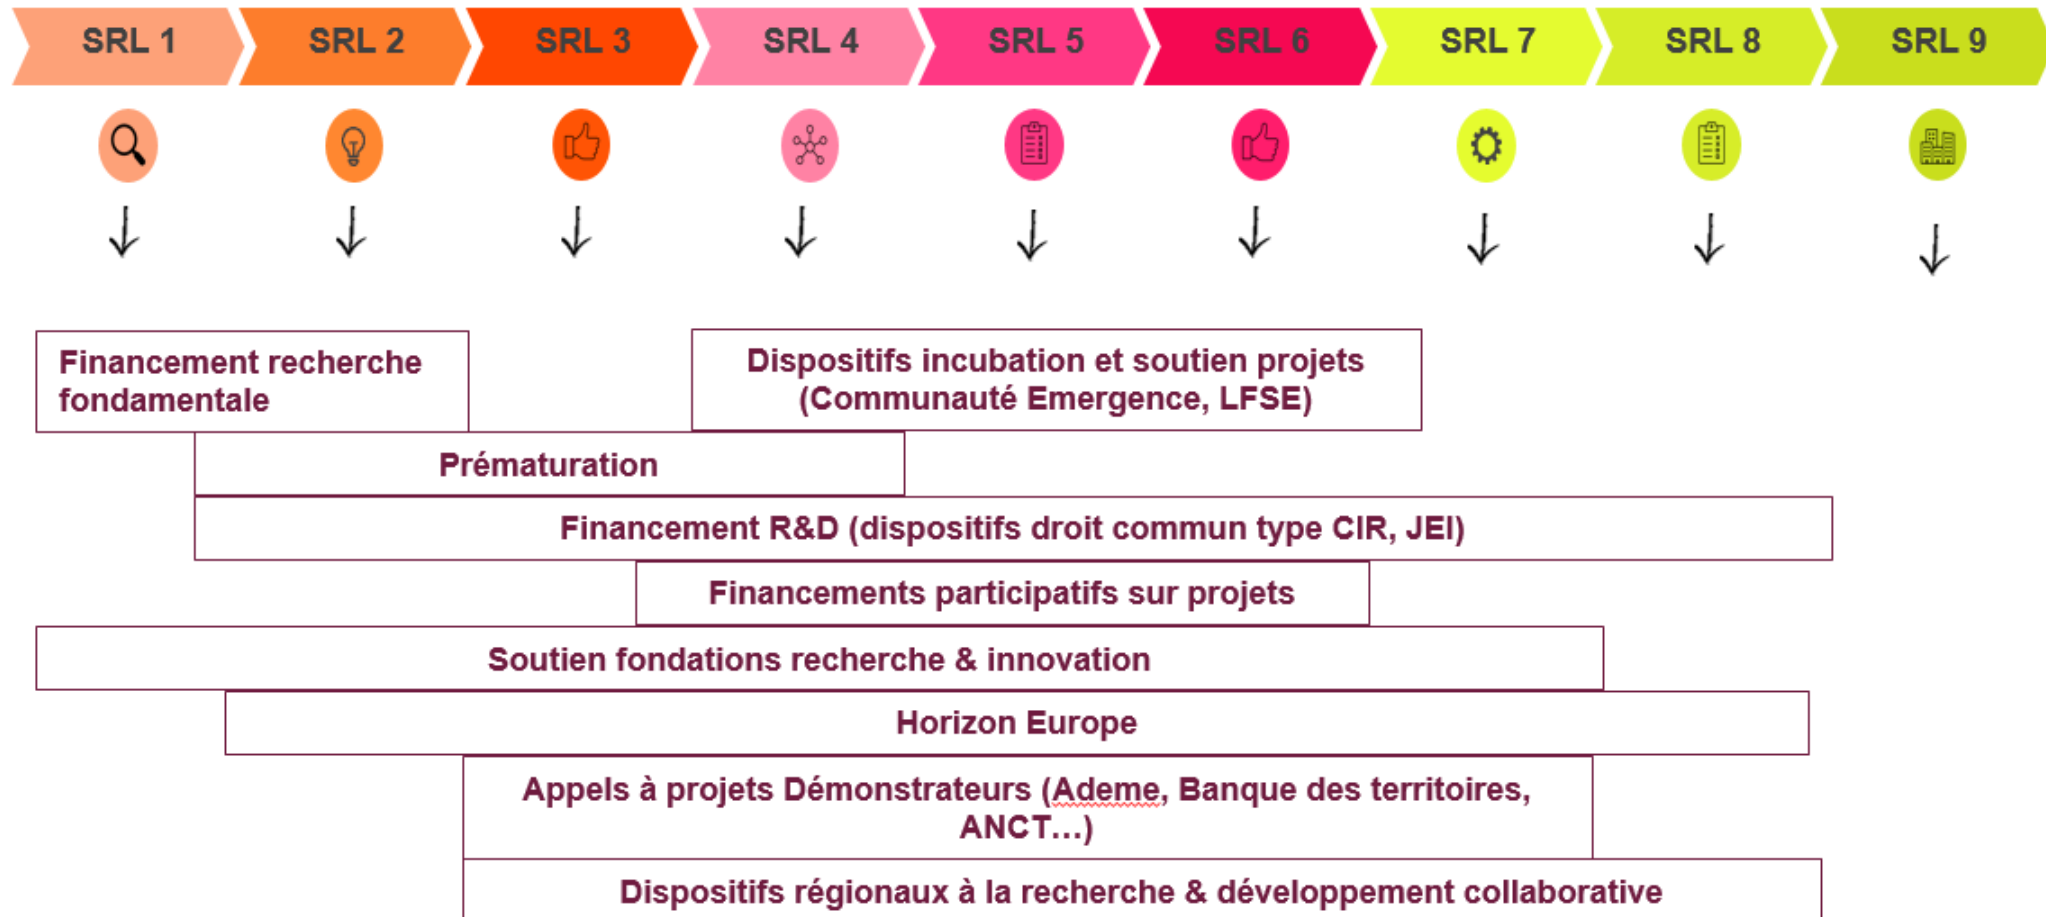 SRL 1
SRL 2
SRL 3
SRL 4
SRL 5
SRL 6
SRL 7
SRL 8
SRL 9
Financement recherche
fondamentale
Dispositifs incubation et soutien projets
(Communauté Emergence, LFSE)
Prématuration
Financement R&D (dispositifs droit commun type CIR, JEI)
Financements participatifs sur projets
Soutien fondations recherche & innovation
Horizon Europe
Appels à projets Démonstrateurs (Ademe, Banque des territoires,
ANCT…)
Dispositifs régionaux à la recherche & développement collaborative